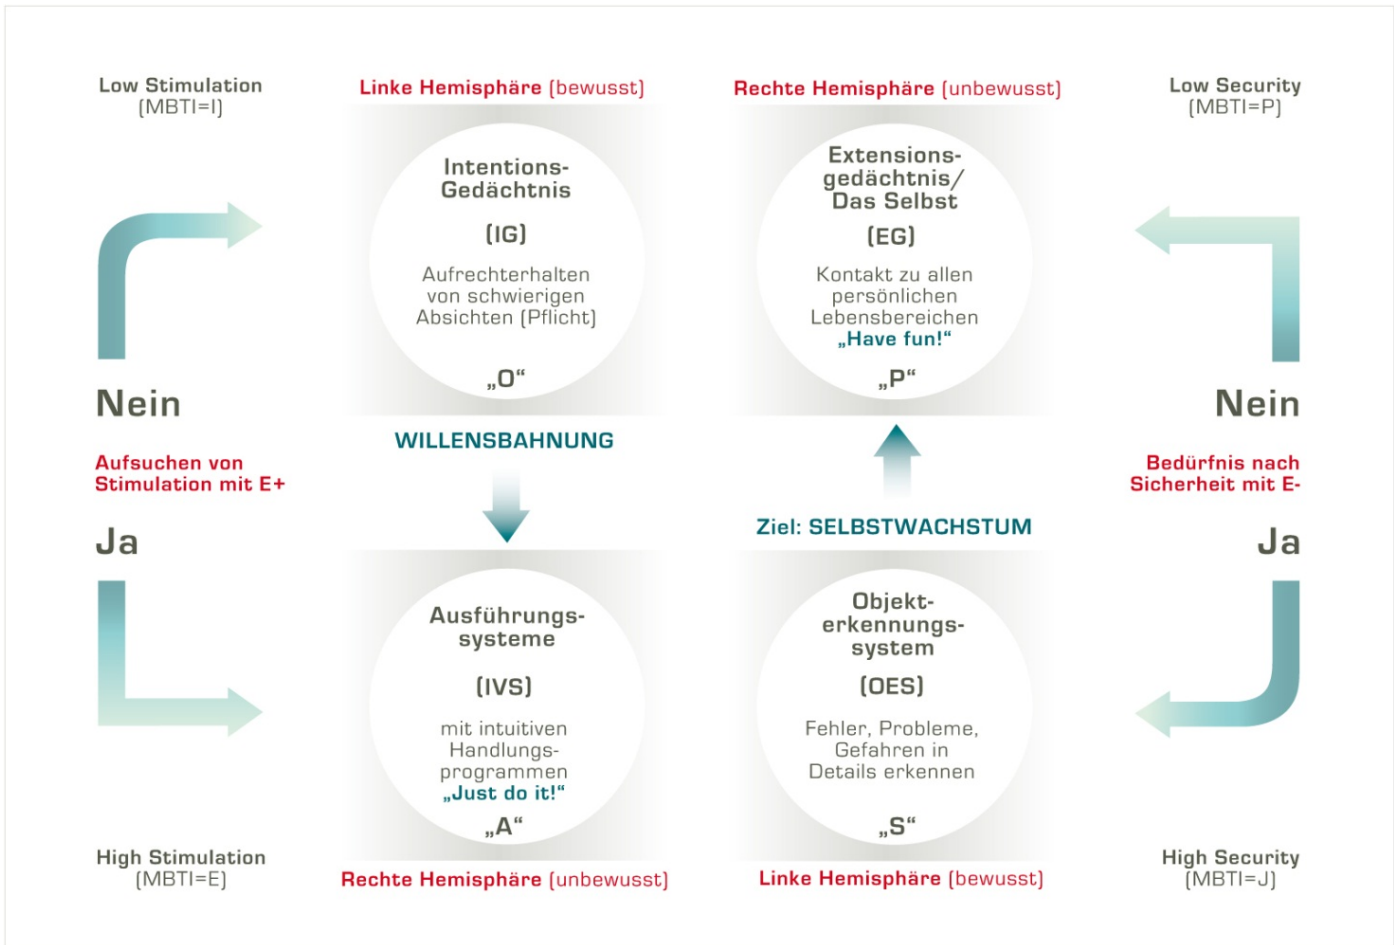 Low Stimulation
(MBTI=I)
Linke Hemisphäre (bewusst)
Rechte Hemisphäre (unbewusst)
Low Security
(MBTI=P)
Intentions-
Gedächtnis
(IG)
Aufrechterhalten
von schwierigen
Absichten (Pflicht)
„O“
Extensions-
gedächtnis/
Das Selbst
(EG)
Kontakt zu allen
persönlichen
Lebensbereichen
„Have fun!“
„P“
Nein
Aufsuchen von
Stimulation mit E+
Ja
WILLENSBAHNUNG
Ziel: SELBSTWACHSTUM
Nein
Bedürfnis nach
Sicherheit mit E-
Ja
Ausführungs-
systeme
(IVS)
mit intuitiven
Handlungs-
programmen
„Just do it!“
„A“
Objekt-
erkennungs-
system
(OES)
Fehler, Probleme,
Gefahren in
Details erkennen
„S“
High Stimulation
(MBTI=E)
Rechte Hemisphäre (unbewusst)
Linke Hemisphäre (bewusst)
High Security
(MBTI=J)